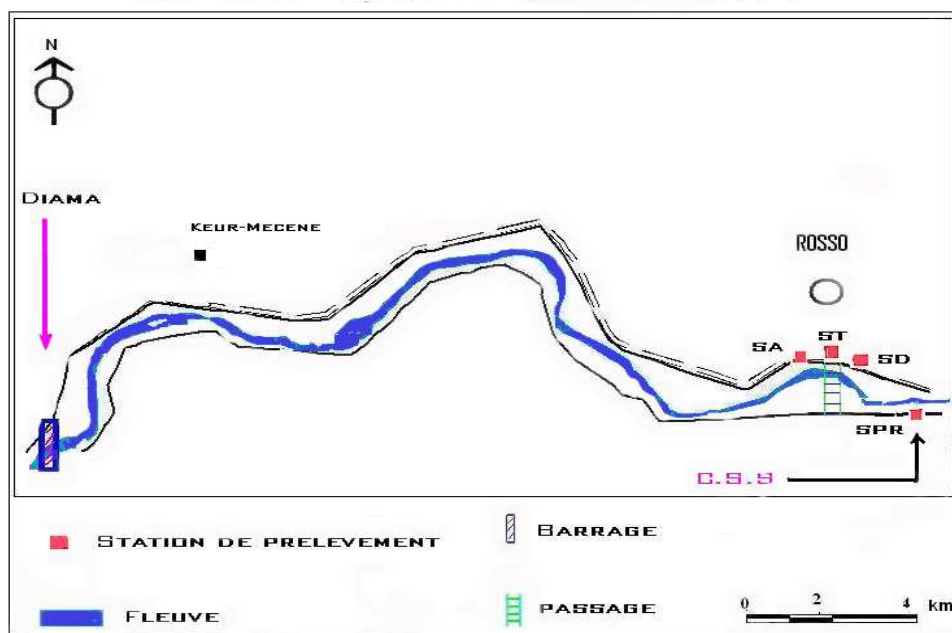 N
DIAMA
KEUR-MECENE
ROSSO
ST
SA
SD
SPR
C.S.S
STATION DE PRELEVEMENT
BARRAGE
FLEUVE
PASSAGE
0 2 4 km